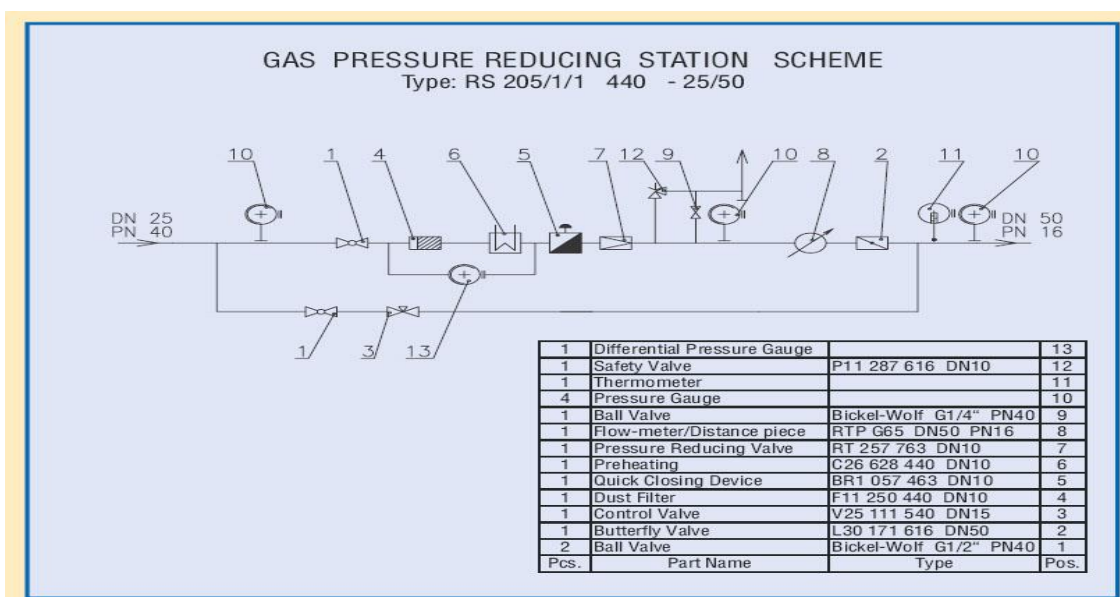 GAS PRESSURE REDUCING STATION SCHEME
Type: RS 205/1/1 440 - 25/50
10 1 4 6 5 7 12 9 10 8 2 11 10
DN 25
PN 40
DN 50
PN 16
1 3 13
1 Differential Pressure Gauge 13
1 Safety Valve P11 287 616 DN10 12
1 Thermometer 11
4 Pressure Gauge 10
1 Ball Valve Bickel-Wolf G1/4“ PN40 9
1 Flow-meter/Distance piece RTP G65 DN50 PN16 8
1 Pressure Reducing Valve RT 257 763 DN10 7
1 Preheating C26 628 440 DN10 6
1 Quick Closing Device BR1 057 463 DN10 5
1 Dust Filter F11 250 440 DN10 4
1 Control Valve V25 111 540 DN15 3
1 Butterfly Valve L30 171 616 DN50 2
2 Ball Valve Bickel-Wolf G1/2“ PN40 1
Pcs. Part Name Type Pos.